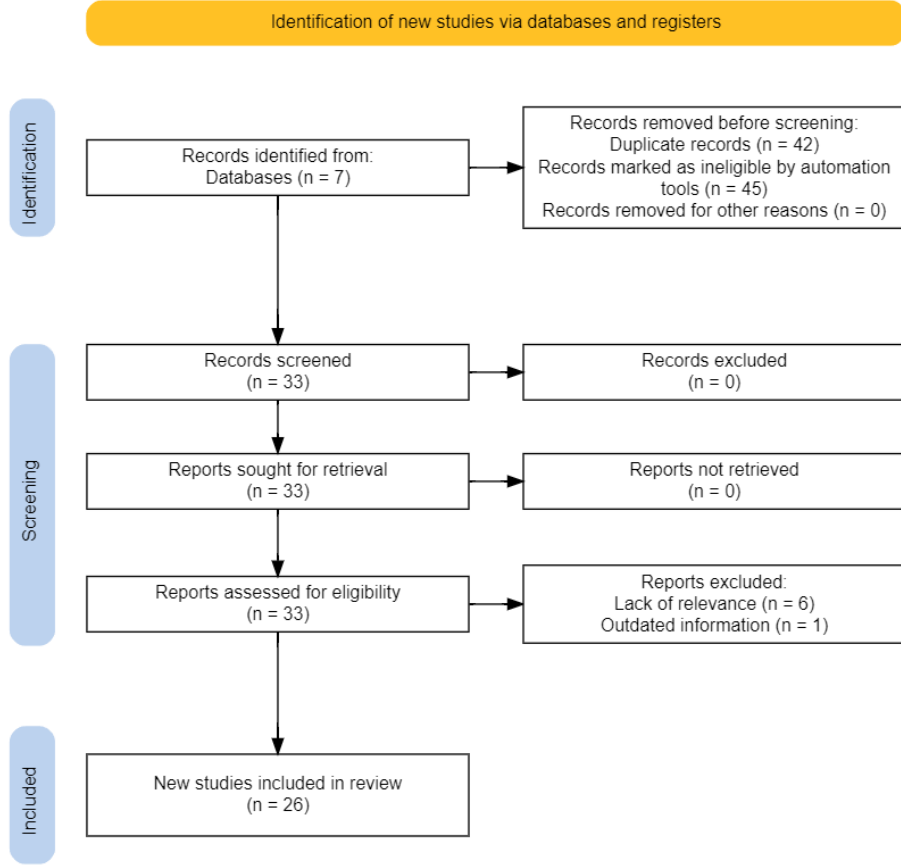 Identification of new studies via databases and registers
Identification
Records identified from:
Databases (n = 7)
Records removed before screening:
Duplicate records (n = 42)
Records marked as ineligible by automation
tools (n = 45)
Records removed for other reasons (n = 0)
Screening
Records screened
(n = 33)
Records excluded
(n = 0)
Reports sought for retrieval
(n = 33)
Reports not retrieved
(n = 0)
Reports assessed for eligibility
(n = 33)
Reports excluded:
Lack of relevance (n = 6)
Outdated information (n = 1)
Included
New studies included in review
(n = 26)